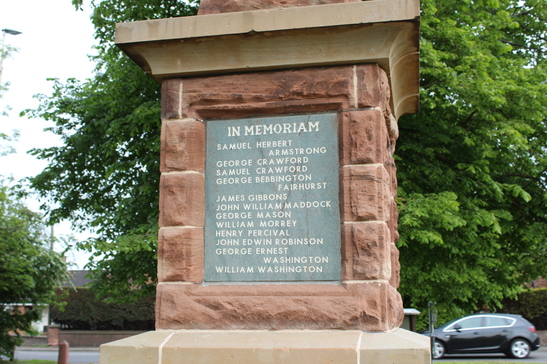 IN MEMORIAM
SAMUEL HERBERT
ARMSTRONG
GEORGE CRAWFORD
SAMUEL CRAWFORD
GEORGE BEBBINGTON
FAIRHURST
JAMES GIBBONS
JOHN WILLIAM MADDOCK
GEORGE MASON
WILLIAM MORREY
HENRY PERCIVAL
JOHN EDWIN ROBINSON
GEORGE ERNEST
WASHINGTON
WILLIAM WASHINGTON